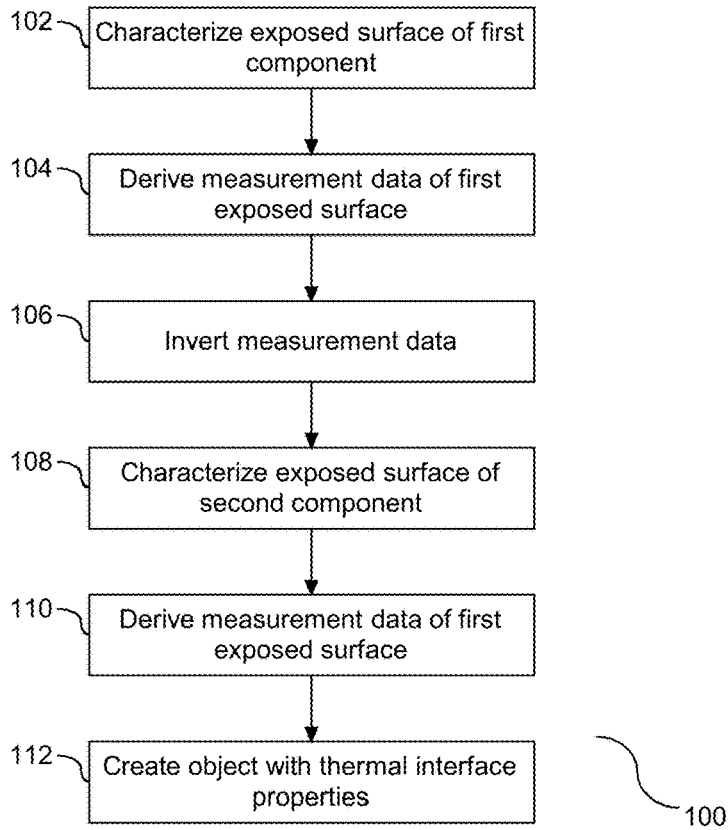 102
Characterize exposed surface of first
component
104
Derive measurement data of first
exposed surface
106
Invert measurement data
108
Characterize exposed surface of
second component
110
Derive measurement data of first
exposed surface
112
Create object with thermal interface
properties
100